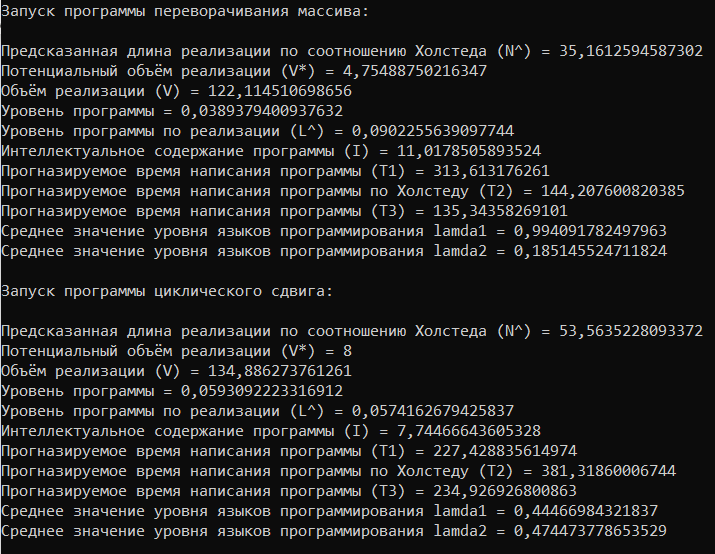 Запуск программы переворачивания массива:
Предсказанная длина реализации по соотношению Холстеда (N^) = 35,1612594587302
Потенциальный объём реализации (V*) = 4,75488750216347
Объём реализации (V) = 122,114510698656
Уровень программы = 0,0389379400937632
Уровень программы по реализации (L^) = 0,0902255639097744
Интеллектуальное содержание программы (I) = 11,0178505893524
Прогназируемое время написания программы (T1) = 313,613176261
Прогназируемое время написания программы по Холстеду (T2) = 144,207600820385
Прогназируемое время написания программы (T3) = 135,34358269101
Среднее значение уровня языков программирования lamda1 = 0,994091782497963
Среднее значение уровня языков программирования lamda2 = 0,185145524711824
Запуск программы циклического сдвига:
Предсказанная длина реализации по соотношению Холстеда (N^) = 53,5635228093372
Потенциальный объём реализации (V*) = 8
Объём реализации (V) = 134,886273761261
Уровень программы = 0,0593092223316912
Уровень программы по реализации (L^) = 0,0574162679425837
Интеллектуальное содержание программы (I) = 7,74466643605328
Прогназируемое время написания программы (T1) = 227,428835614974
Прогназируемое время написания программы по Холстеду (T2) = 381,31860006744
Прогназируемое время написания программы (T3) = 234,926926800863
Среднее значение уровня языков программирования lamda1 = 0,44466984321837
Среднее значение уровня языков программирования lamda2 = 0,474473778653529